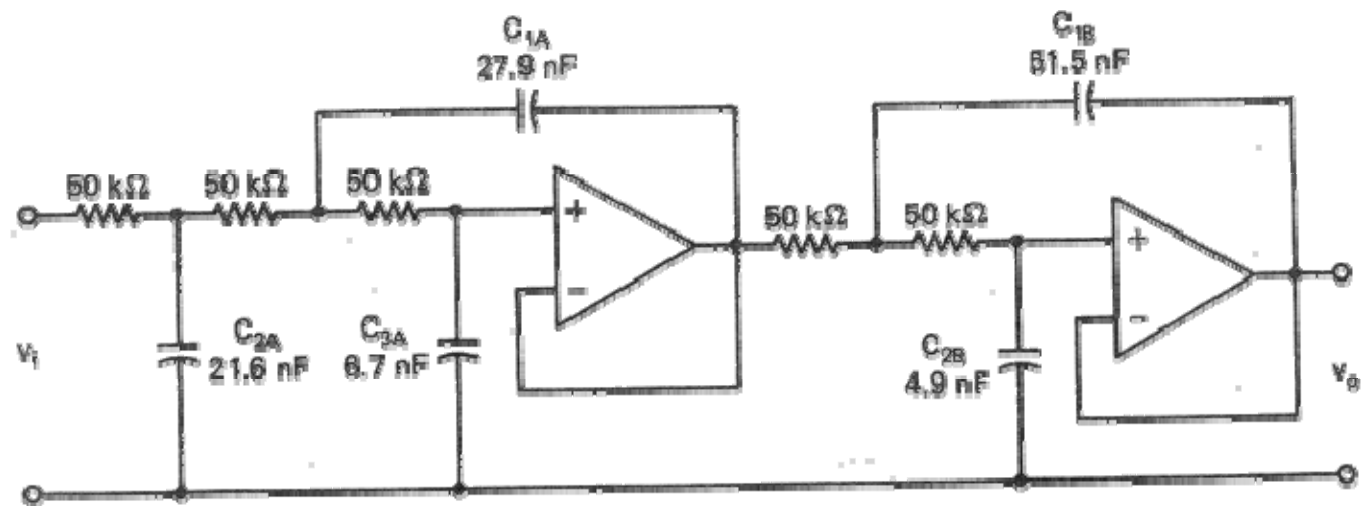 C1A
27.9 nF
C1B
61.5 nF
50 kΩ
50 kΩ
50 kΩ
+
−
50 kΩ
50 kΩ
+
−
C2A
21.6 nF
C3A
6.7 nF
C2B
4.9 nF
vi
vo